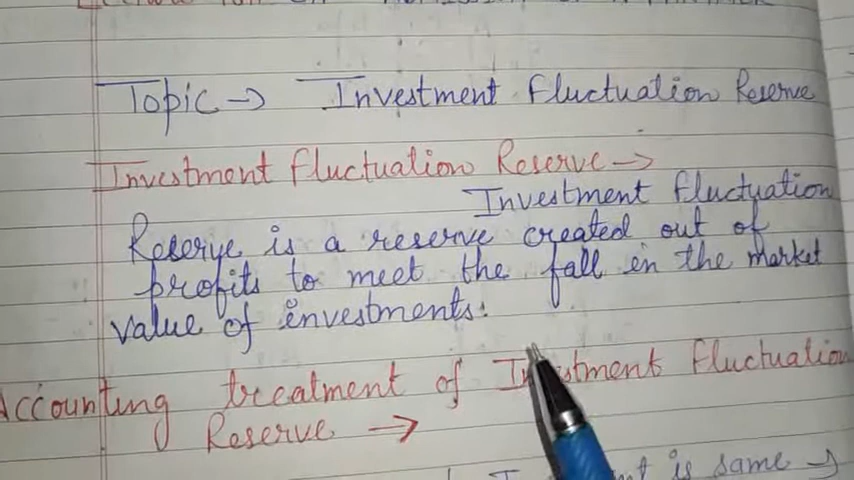 Topic → Investment Fluctuation Reserve
Investment Fluctuation Reserve →
Investment Fluctuation
Reserve is a reserve created out of
profits to meet the fall in the market
value of investments.
Accounting treatment of Investment Fluctuation
Reserve →
is same →